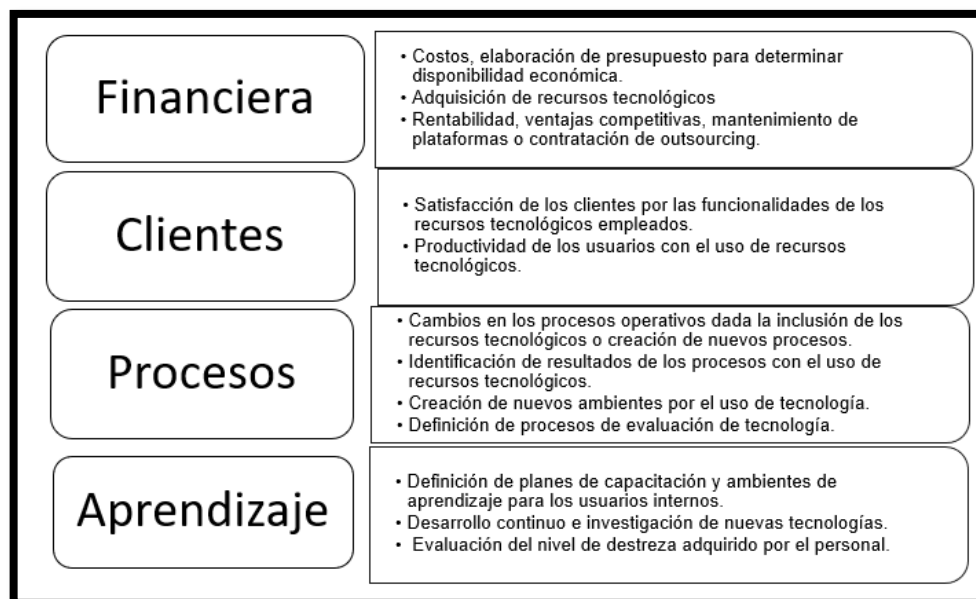 Financiera
• Costos, elaboración de presupuesto para determinar
disponibilidad económica.
• Adquisición de recursos tecnológicos
• Rentabilidad, ventajas competitivas, mantenimiento de
plataformas o contratación de outsourcing.
Clientes
• Satisfacción de los clientes por las funcionalidades de los
recursos tecnológicos empleados.
• Productividad de los usuarios con el uso de recursos
tecnológicos.
Procesos
• Cambios en los procesos operativos dada la inclusión de los
recursos tecnológicos o creación de nuevos procesos.
• Identificación de resultados de los procesos con el uso de
recursos tecnológicos.
• Creación de nuevos ambientes por el uso de tecnología.
• Definición de procesos de evaluación de tecnología.
Aprendizaje
• Definición de planes de capacitación y ambientes de
aprendizaje para los usuarios internos.
• Desarrollo continuo e investigación de nuevas tecnologías.
• Evaluación del nivel de destreza adquirido por el personal.